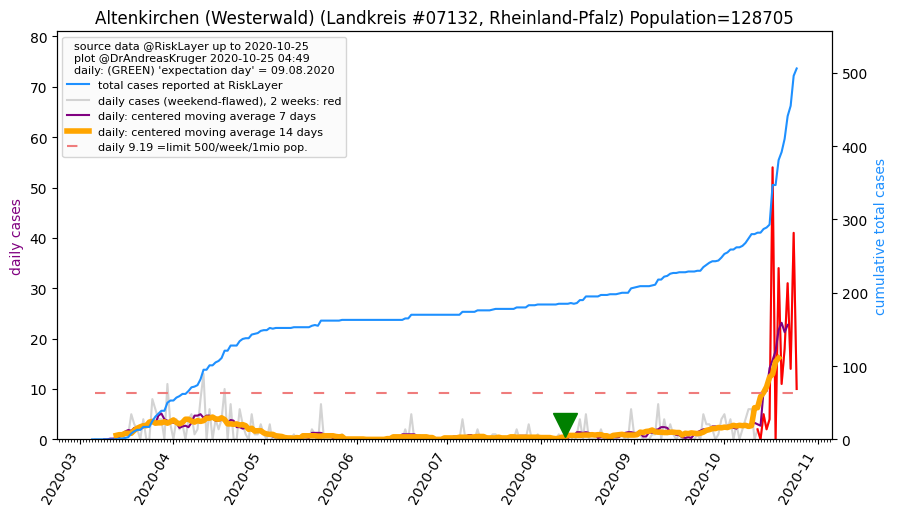 Altenkirchen (Westerwald) (Landkreis #07132, Rheinland-Pfalz) Population=128705
source data @RiskLayer up to 2020-10-25
plot @DrAndreasKruger 2020-10-25 04:49
daily: (GREEN) 'expectation day' = 09.08.2020
total cases reported at RiskLayer
daily cases (weekend-flawed), 2 weeks: red
daily: centered moving average 7 days
daily: centered moving average 14 days
daily 9.19 =limit 500/week/1mio pop.
daily cases
80
70
60
50
40
30
20
10
0
cumulative total cases
500
400
300
200
100
0
2020-03
2020-04
2020-05
2020-06
2020-07
2020-08
2020-09
2020-10
2020-11